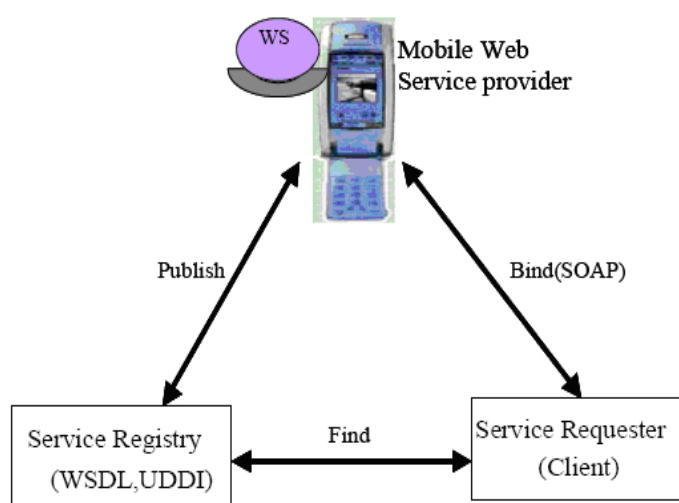 WS
Mobile Web
Service provider
Publish
Bind(SOAP)
Find
Service Registry
(WSDL,UDDI)
Service Requester
(Client)